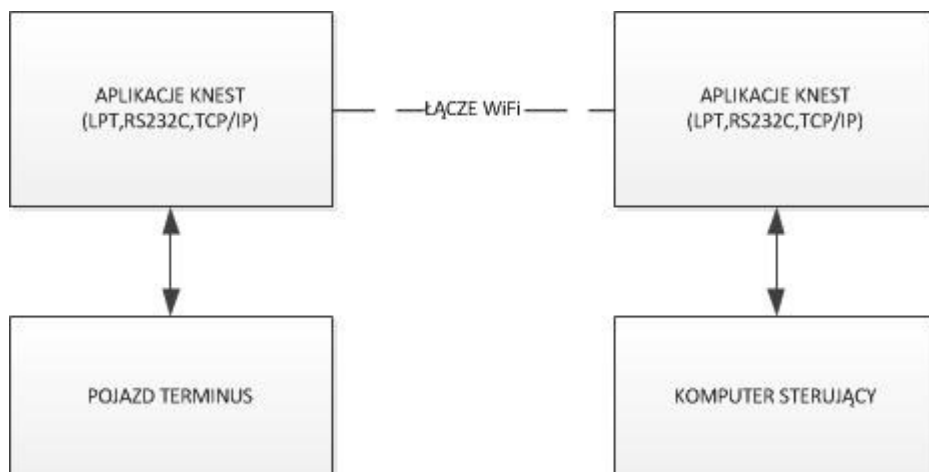 APLIKACJE KNEST
(LPT,RS232C,TCP/IP)
ŁĄCZE WiFi
APLIKACJE KNEST
(LPT,RS232C,TCP/IP)
POJAZD TERMINUS
KOMPUTER STERUJĄCY